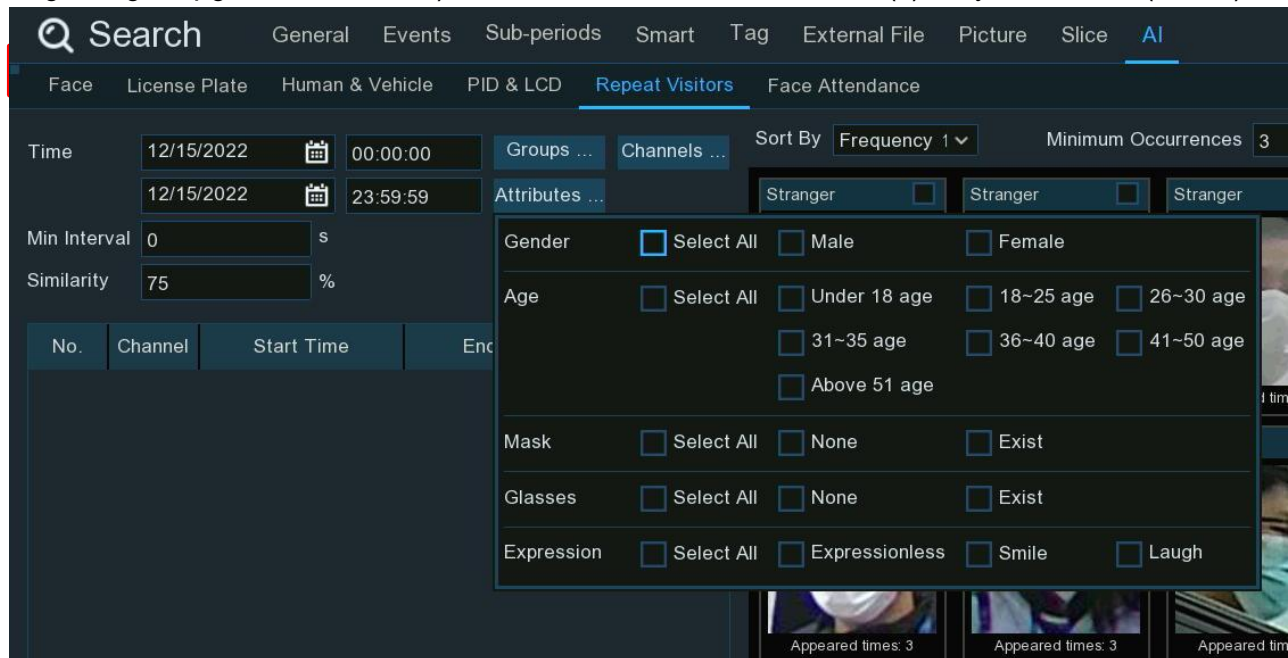 Search General Events Sub-periods Smart Tag External File Picture Slice AI
Face License Plate Human & Vehicle PID & LCD Repeat Visitors Face Attendance
Time 12/15/2022 00:00:00 Groups ... Channels ... Sort By Frequency Minimum Occurrences 3
12/15/2022 23:59:59 Attributes ... Stranger Stranger Stranger
Min Interval 0 s
Similarity 75 %
Gender Select All Male Female
Age Select All Under 18 age 18~25 age 26~30 age
31~35 age 36~40 age 41~50 age
Above 51 age
Mask Select All None Exist
Glasses Select All None Exist
Expression Select All Expressionless Smile Laugh
No. Channel Start Time
Appeared times: 3 Appeared times: 3 Appeared